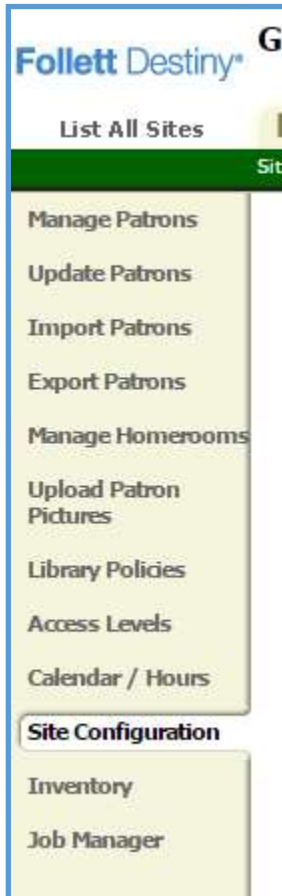 G
Follett Destiny
List All Sites
Sit
Manage Patrons
Update Patrons
Import Patrons
Export Patrons
Manage Homerooms
Upload Patron
Pictures
Library Policies
Access Levels
Calendar / Hours
Site Configuration
Inventory
Job Manager